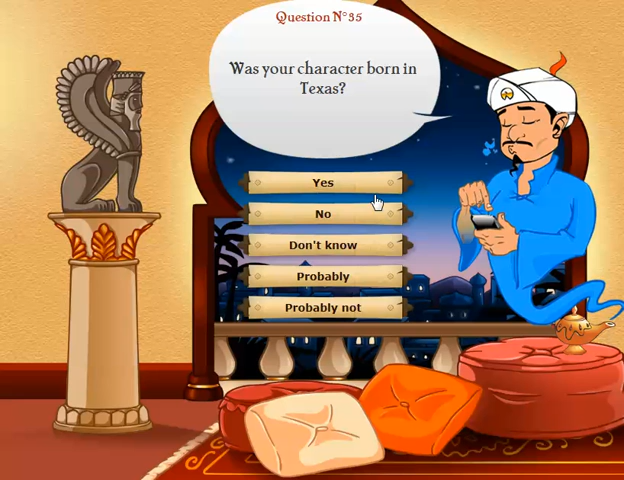 Question N°35
Was your character born in
Texas?
Yes
No
Don't know
Probably
Probably not